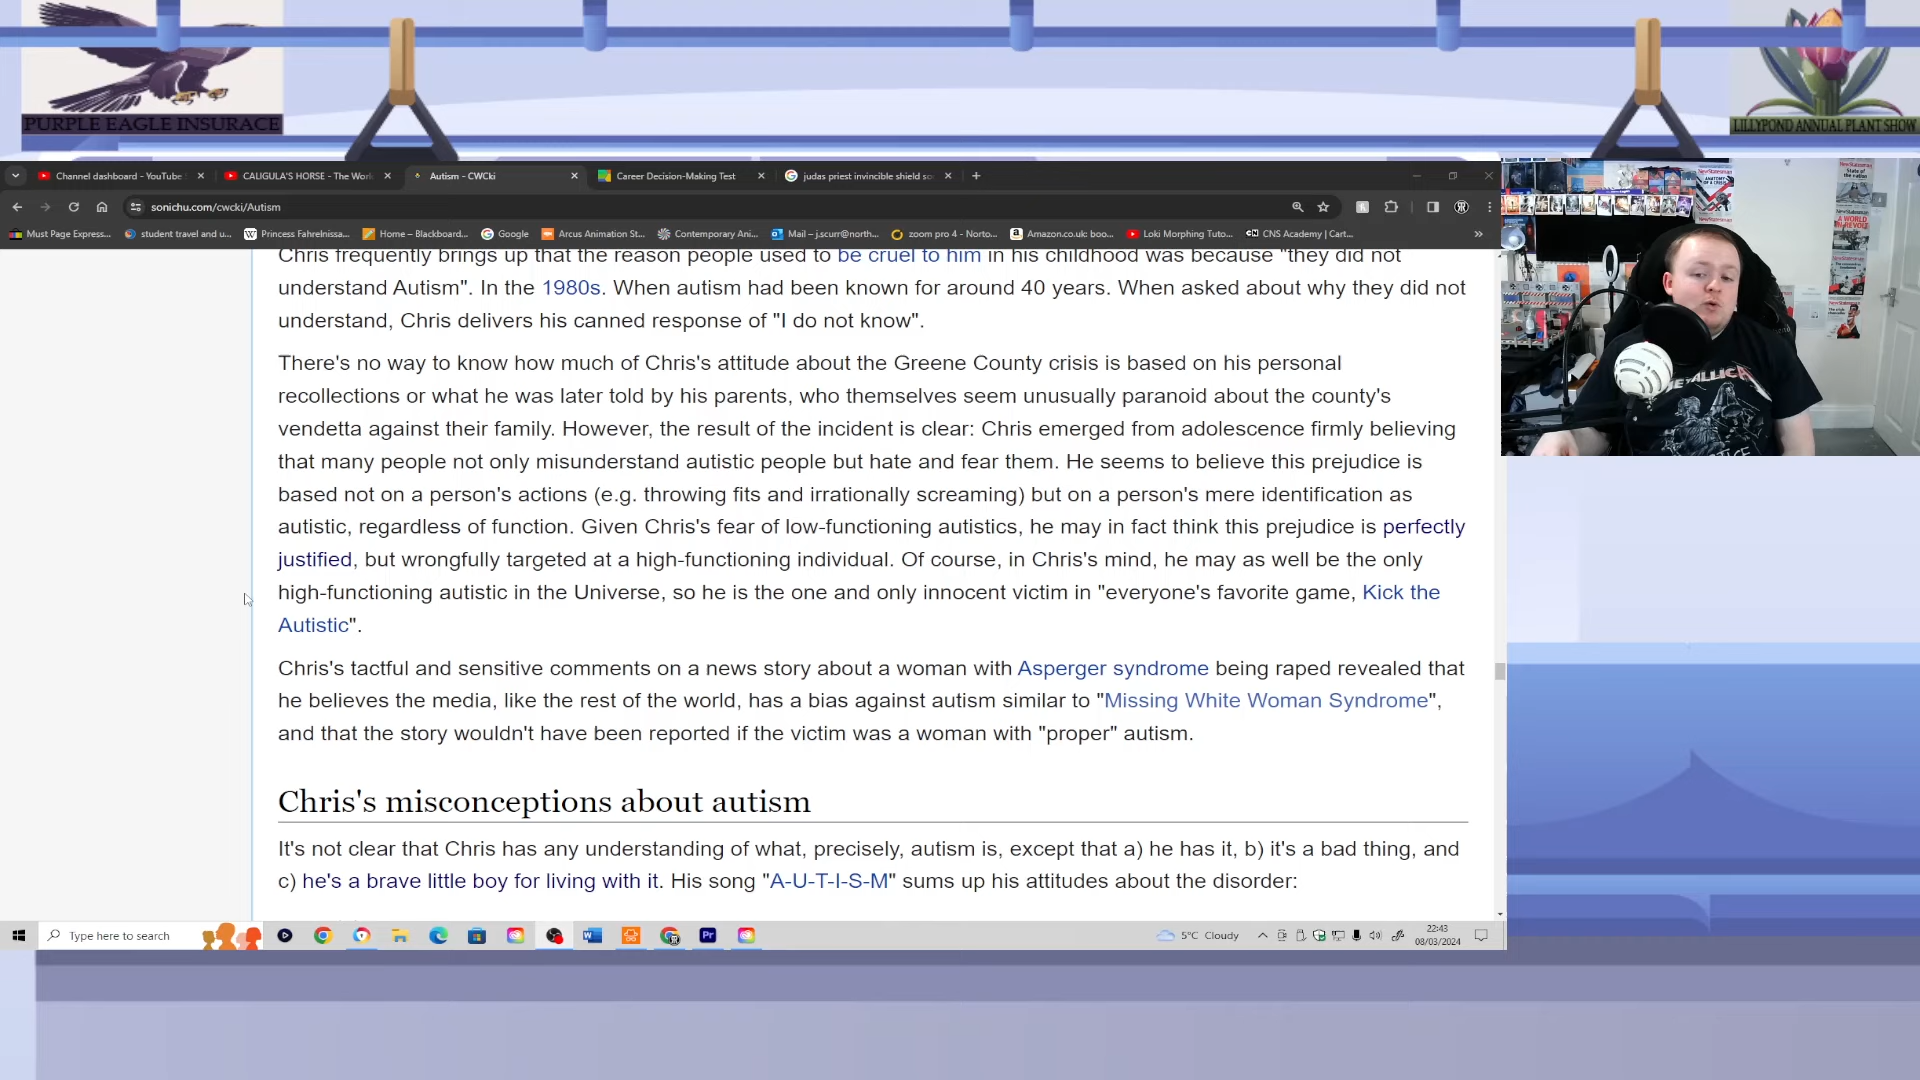 PURPLE EAGLE INSURACE
LILLYPOND ANNUAL PLANT SHOW
Channel dashboard - YouTube
CALIGULA'S HORSE - The Worl
Autism - CWCki
Career Decision-Making Test
judas priest invincible shield so
sonichu.com/cwcki/Autism
Must Page Express...
student travel and u...
Princess Fahrelnissa...
Home – Blackboard...
Google
Arcus Animation St...
Contemporary Ani...
Mail – j.scurr@north...
zoom pro 4 - Norto...
Amazon.co.uk: boo...
Loki Morphing Tuto...
CNS Academy | Cart...
Chris frequently brings up that the reason people used to be cruel to him in his childhood was because "they did not
understand Autism". In the 1980s. When autism had been known for around 40 years. When asked about why they did not
understand, Chris delivers his canned response of "I do not know".
There's no way to know how much of Chris's attitude about the Greene County crisis is based on his personal
recollections or what he was later told by his parents, who themselves seem unusually paranoid about the county's
vendetta against their family. However, the result of the incident is clear: Chris emerged from adolescence firmly believing
that many people not only misunderstand autistic people but hate and fear them. He seems to believe this prejudice is
based not on a person's actions (e.g. throwing fits and irrationally screaming) but on a person's mere identification as
autistic, regardless of function. Given Chris's fear of low-functioning autistics, he may in fact think this prejudice is perfectly
justified, but wrongfully targeted at a high-functioning individual. Of course, in Chris's mind, he may as well be the only
high-functioning autistic in the Universe, so he is the one and only innocent victim in "everyone's favorite game, Kick the
Autistic".
Chris's tactful and sensitive comments on a news story about a woman with Asperger syndrome being raped revealed that
he believes the media, like the rest of the world, has a bias against autism similar to "Missing White Woman Syndrome",
and that the story wouldn't have been reported if the victim was a woman with "proper" autism.
Chris's misconceptions about autism
It's not clear that Chris has any understanding of what, precisely, autism is, except that a) he has it, b) it's a bad thing, and
c) he's a brave little boy for living with it. His song "A-U-T-I-S-M" sums up his attitudes about the disorder:
Type here to search
5°C Cloudy
22:43
08/03/2024
NewStatesman
A WORLD
IN REVOLT
METALLICA